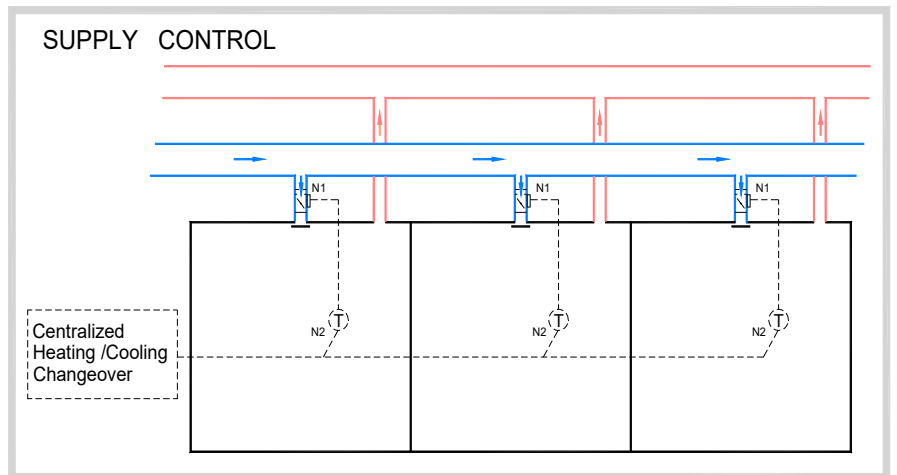 SUPPLY CONTROL
N1
N1
N1
T
T
T
N2
N2
N2
Centralized
Heating /Cooling
Changeover